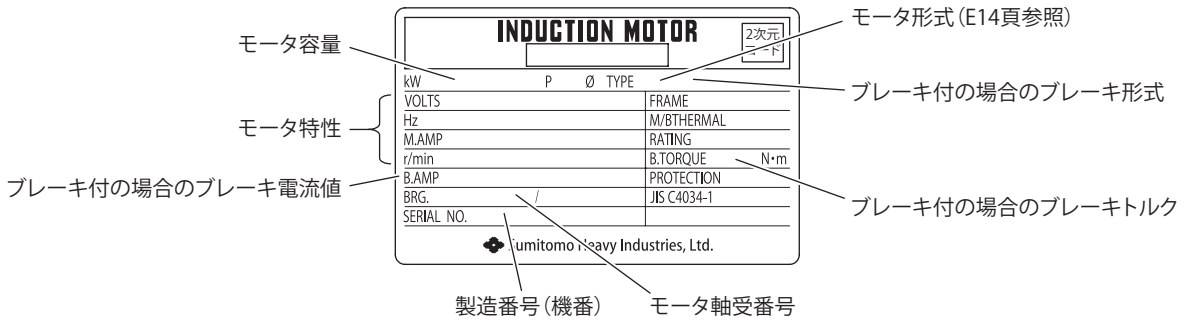 モータ形式（E14頁参照）
INDUCTION MOTOR
2次元
コード
モータ容量
kW P Ø TYPE
ブレーキ付の場合のブレーキ形式
VOLTS FRAME
Hz M/BTHERMAL
モータ特性
M.AMP RATING
r/min B.TORQUE N・m
B.AMP PROTECTION
ブレーキ付の場合のブレーキ電流値
BRG. / JIS C4034-1
ブレーキ付の場合のブレーキトルク
SERIAL NO.
Sumitomo Heavy Industries, Ltd.
製造番号（機番） モータ軸受番号